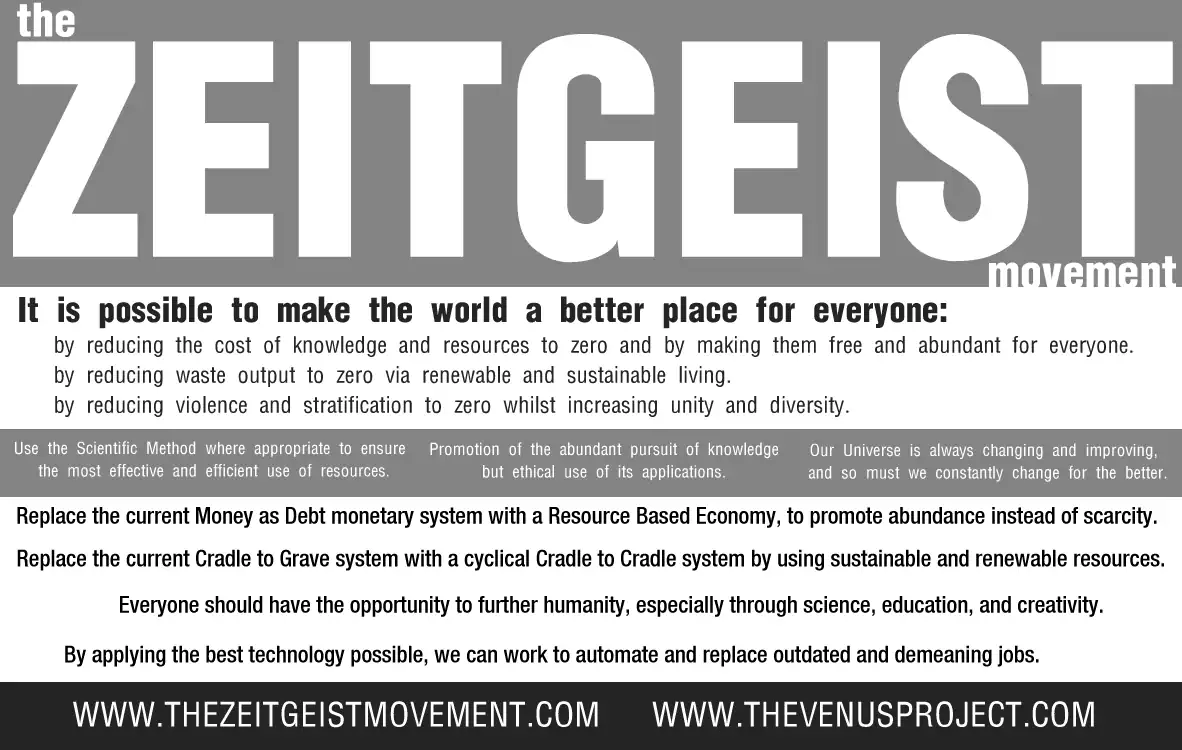 the
ZEITGEIST
movement
It is possible to make the world a better place for everyone:
by reducing the cost of knowledge and resources to zero and by making them free and abundant for everyone.
by reducing waste output to zero via renewable and sustainable living.
by reducing violence and stratification to zero whilst increasing unity and diversity.
Use the Scientific Method where appropriate to ensure
the most effective and efficient use of resources.
Promotion of the abundant pursuit of knowledge
but ethical use of its applications.
Our Universe is always changing and improving,
and so must we constantly change for the better.
Replace the current Money as Debt monetary system with a Resource Based Economy, to promote abundance instead of scarcity.
Replace the current Cradle to Grave system with a cyclical Cradle to Cradle system by using sustainable and renewable resources.
Everyone should have the opportunity to further humanity, especially through science, education, and creativity.
By applying the best technology possible, we can work to automate and replace outdated and demeaning jobs.
WWW.THEZEITGEISTMOVEMENT.COM WWW.THEVENUSPROJECT.COM